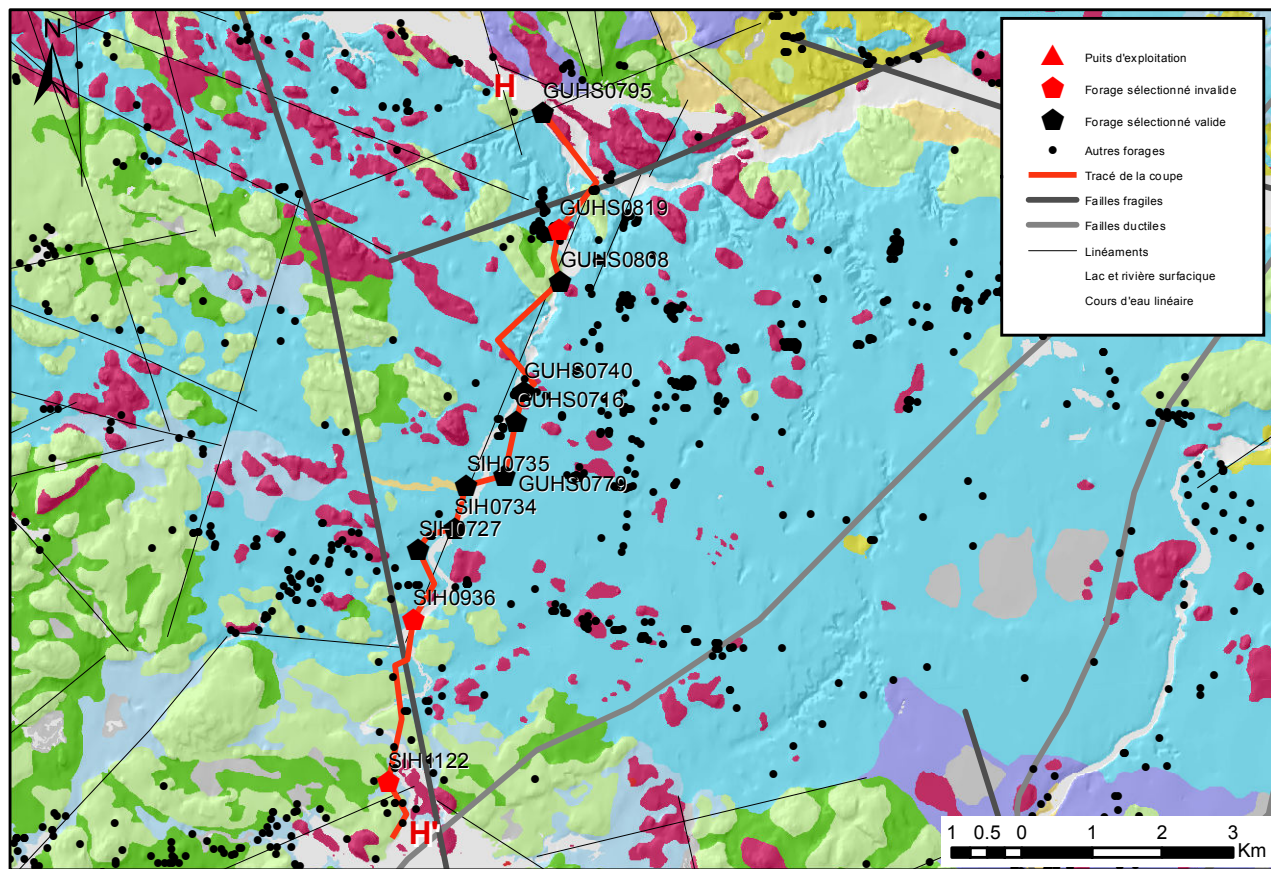 N
H
GUHS0795
GUHS0819
GUHS0808
GUHS0740
GUHS0716
SIH0735
GUHS0779
SIH0734
SIH0727
SIH0936
SIH1122
H'
Puits d'exploitation
Forage sélectionné invalide
Forage sélectionné valide
Autres forages
Tracé de la coupe
Failles fragiles
Failles ductiles
Linéaments
Lac et rivière surfacique
Cours d'eau linéaire
1 0.5 0 1 2 3
Km